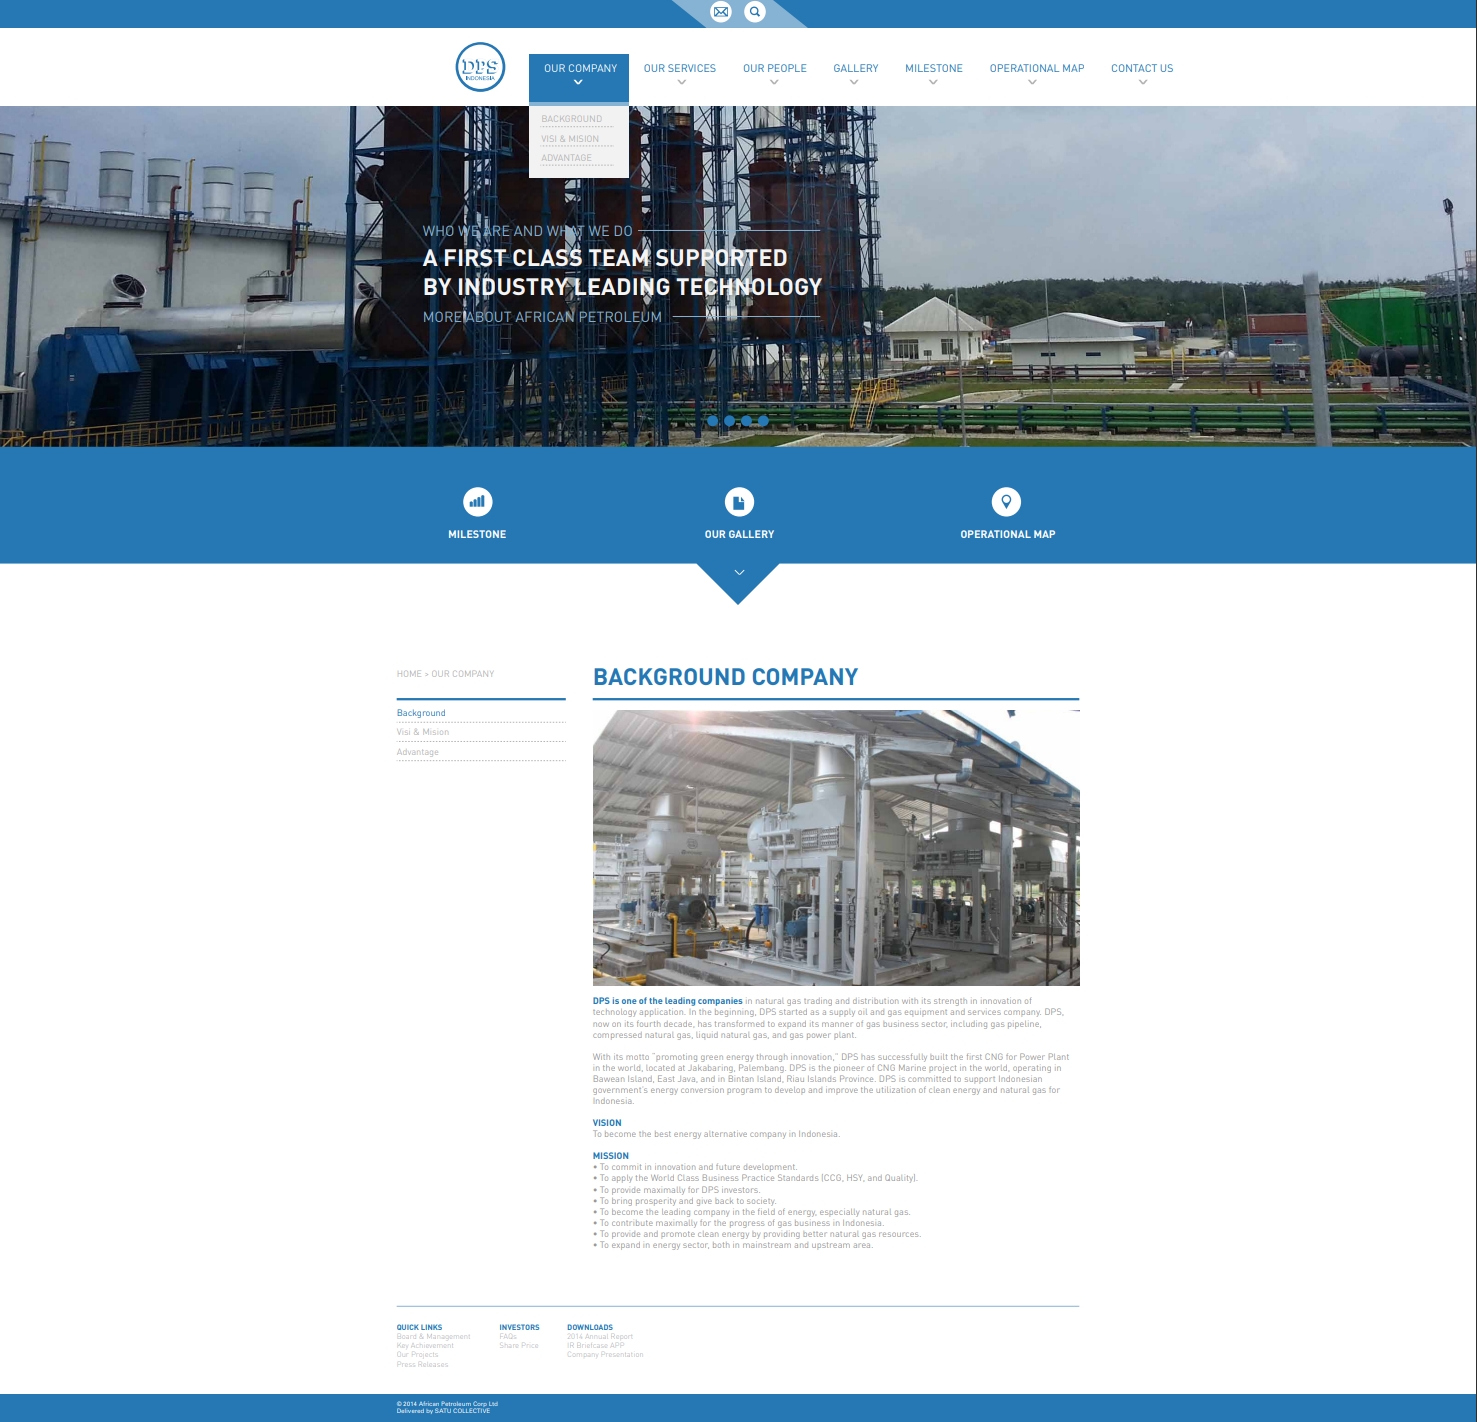 DPS
INDONESIA
OUR COMPANY
OUR SERVICES
OUR PEOPLE
GALLERY
MILESTONE
OPERATIONAL MAP
CONTACT US
BACKGROUND
VISI & MISION
ADVANTAGE
WHO WE ARE AND WHAT WE DO
A FIRST CLASS TEAM SUPPORTED
BY INDUSTRY LEADING TECHNOLOGY
MORE ABOUT AFRICAN PETROLEUM
MILESTONE
OUR GALLERY
OPERATIONAL MAP
HOME > OUR COMPANY
Background
Visi & Mision
Advantage
BACKGROUND COMPANY
DPS is one of the leading companies in natural gas trading and distribution with its strength in innovation of
technology application. In the beginning, DPS started as a supply oil and gas equipment and services company. DPS,
now on its fourth decade, has transformed to expand its manner of gas business sector, including gas pipeline,
compressed natural gas, liquid natural gas, and gas power plant.
With its motto "promoting green energy through innovation," DPS has successfully built the first CNG for Power Plant
in the world, located at Jakabaring, Palembang. DPS is the pioneer of CNG Marine project in the world, operating in
Bawean Island, East Java, and in Bintan Island, Riau Islands Province. DPS is committed to support Indonesian
government's energy conversion program to develop and improve the utilization of clean energy and natural gas for
Indonesia.
VISION
To become the best energy alternative company in Indonesia.
MISSION
• To commit in innovation and future development.
• To apply the World Class Business Practice Standards (CCG, HSY, and Quality).
• To provide maximally for DPS investors.
• To bring prosperity and give back to society.
• To become the leading company in the field of energy, especially natural gas.
• To contribute maximally for the progress of gas business in Indonesia.
• To provide and promote clean energy by providing better natural gas resources.
• To expand in energy sector, both in mainstream and upstream area.
QUICK LINKS
Board & Management
Key Achievement
Our Projects
Press Releases
INVESTORS
FAQs
Share Price
DOWNLOADS
2014 Annual Report
IR Briefcase APP
Company Presentation
© 2014 African Petroleum Corp Ltd
Delivered by SATU COLLECTIVE